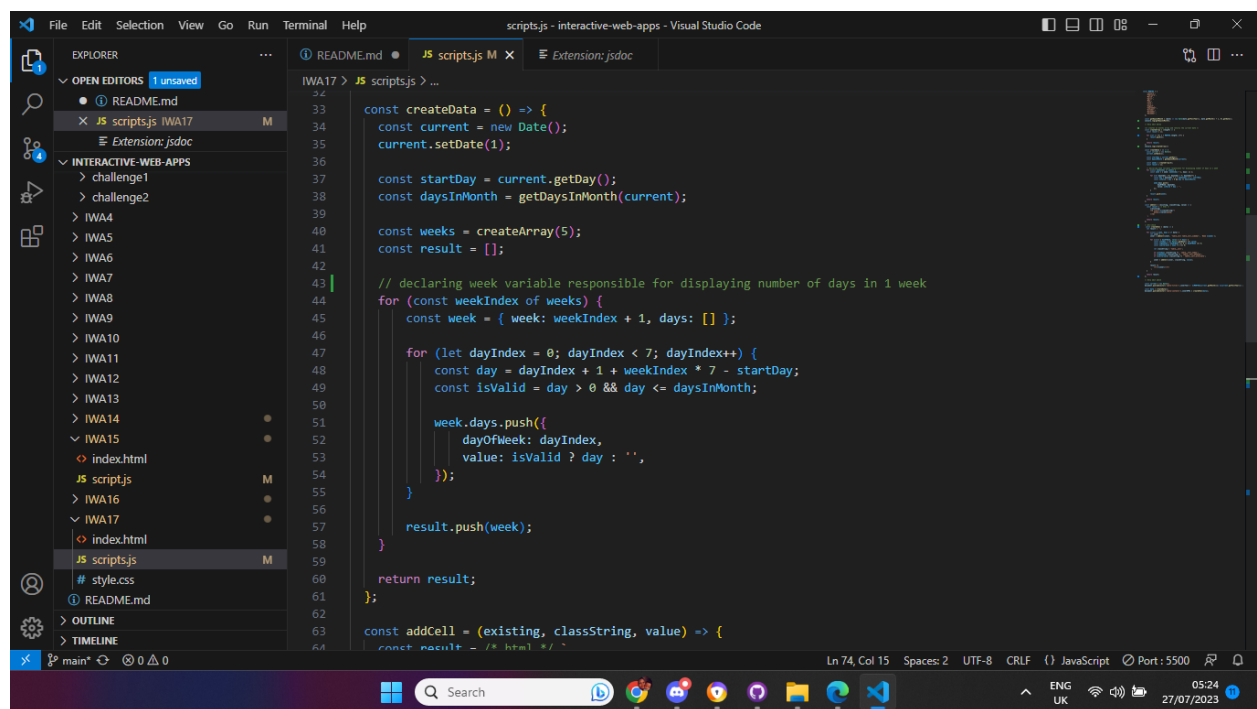 File Edit Selection View Go Run Terminal Help scripts.js - interactive-web-apps - Visual Studio Code
EXPLORER
OPEN EDITORS 1 unsaved
README.md
JS scripts.js IWA17 M
Extension: jsdoc
INTERACTIVE-WEB-APPS
challenge1
challenge2
IWA4
IWA5
IWA6
IWA7
IWA8
IWA9
IWA10
IWA11
IWA12
IWA13
IWA14
IWA15
index.html
JS script.js M
IWA16
IWA17
index.html
JS scripts.js M
# style.css
README.md
OUTLINE
TIMELINE
1
4
README.md JS scripts.js M Extension: jsdoc
IWA17 > JS scripts.js > ...
32
33 const createData = () => {
34 const current = new Date();
35 current.setDate(1);
36
37 const startDay = current.getDay();
38 const daysInMonth = getDaysInMonth(current);
39
40 const weeks = createArray(5);
41 const result = [];
42
43 // declaring week variable responsible for displaying number of days in 1 week
44 for (const weekIndex of weeks) {
45 const week = { week: weekIndex + 1, days: [] };
46
47 for (let dayIndex = 0; dayIndex < 7; dayIndex++) {
48 const day = dayIndex + 1 + weekIndex * 7 - startDay;
49 const isValid = day > 0 && day <= daysInMonth;
50
51 week.days.push({
52 dayOfWeek: dayIndex,
53 value: isValid ? day : '',
54 });
55 }
56
57 result.push(week);
58 }
59
60 return result;
61 };
62
63 const addCell = (existing, classString, value) => {
64 const result = /* html */ `
main* 0 0 Ln 74, Col 15 Spaces: 2 UTF-8 CRLF {} JavaScript Port : 5500
Search ENG UK 05:24 27/07/2023 11